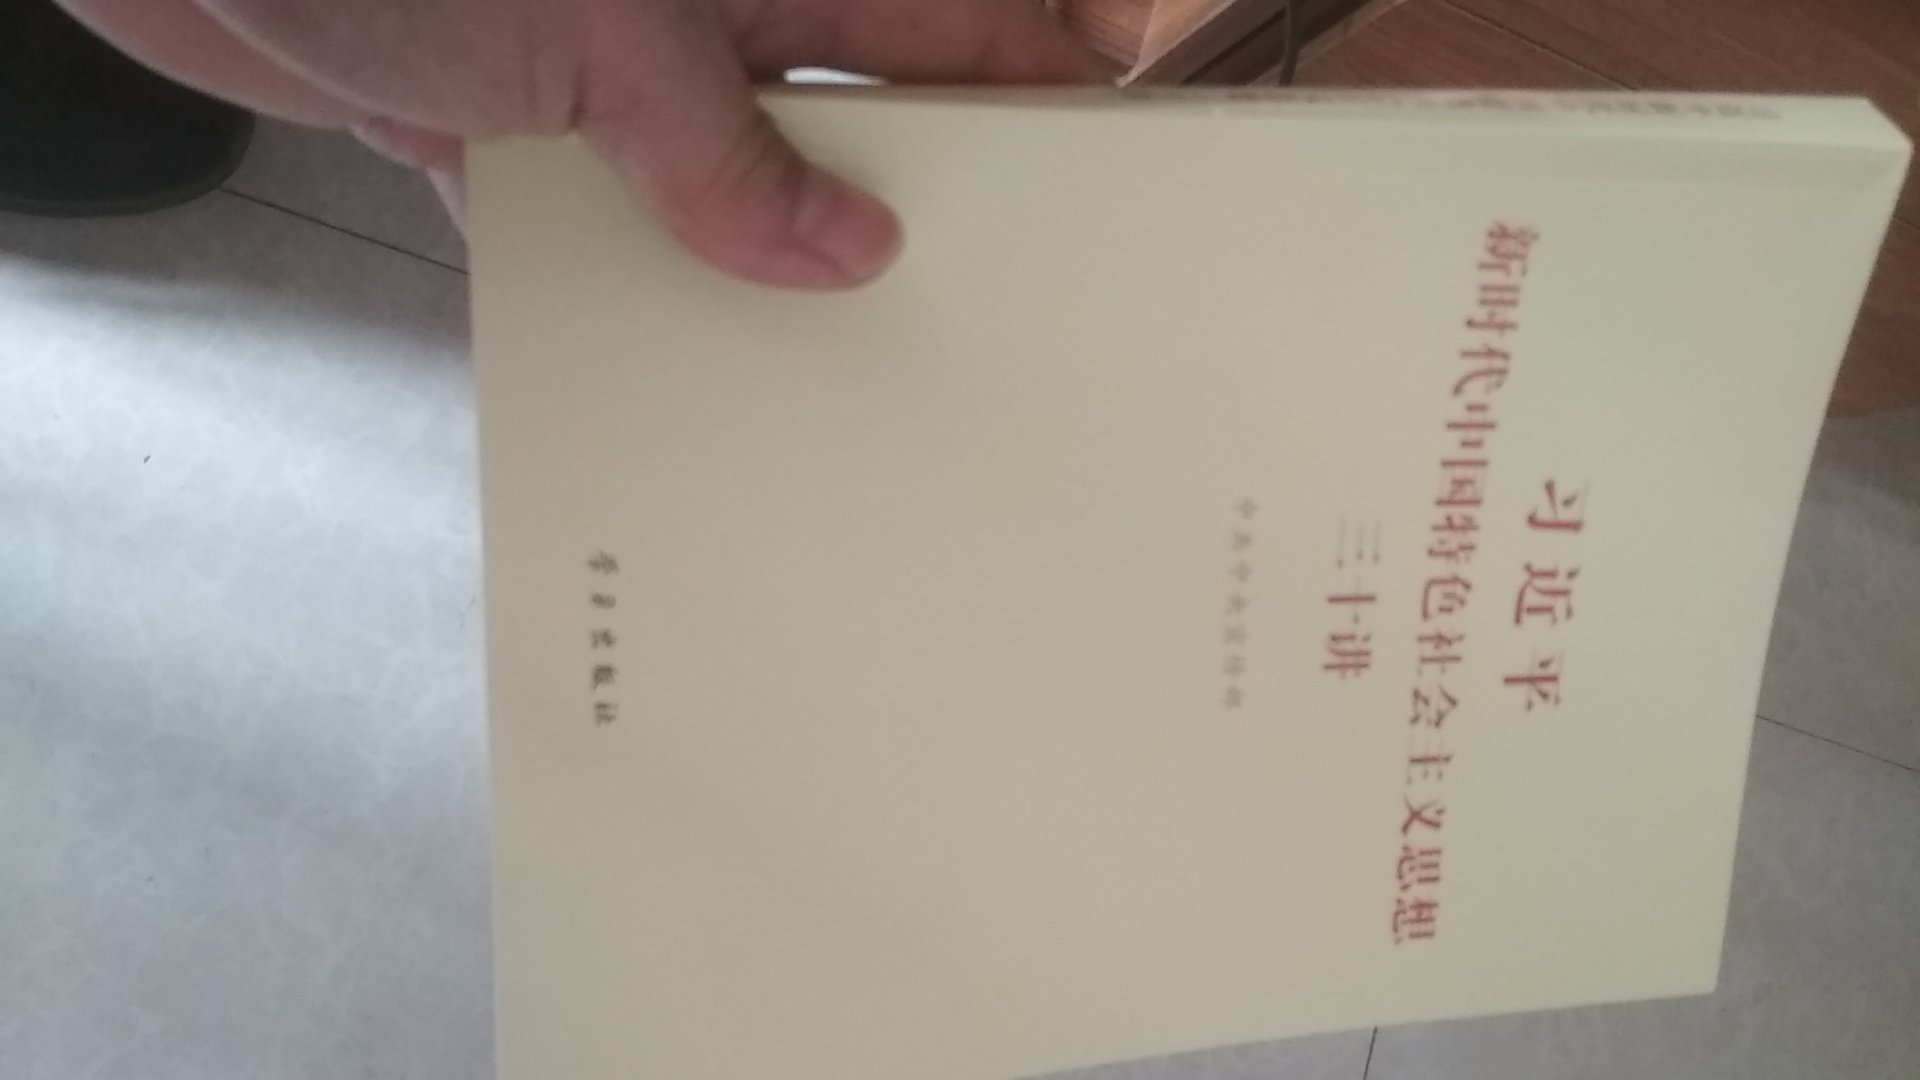 习近平
新时代中国特色社会主义思想
三十讲
中共中央宣传部
学习出版社